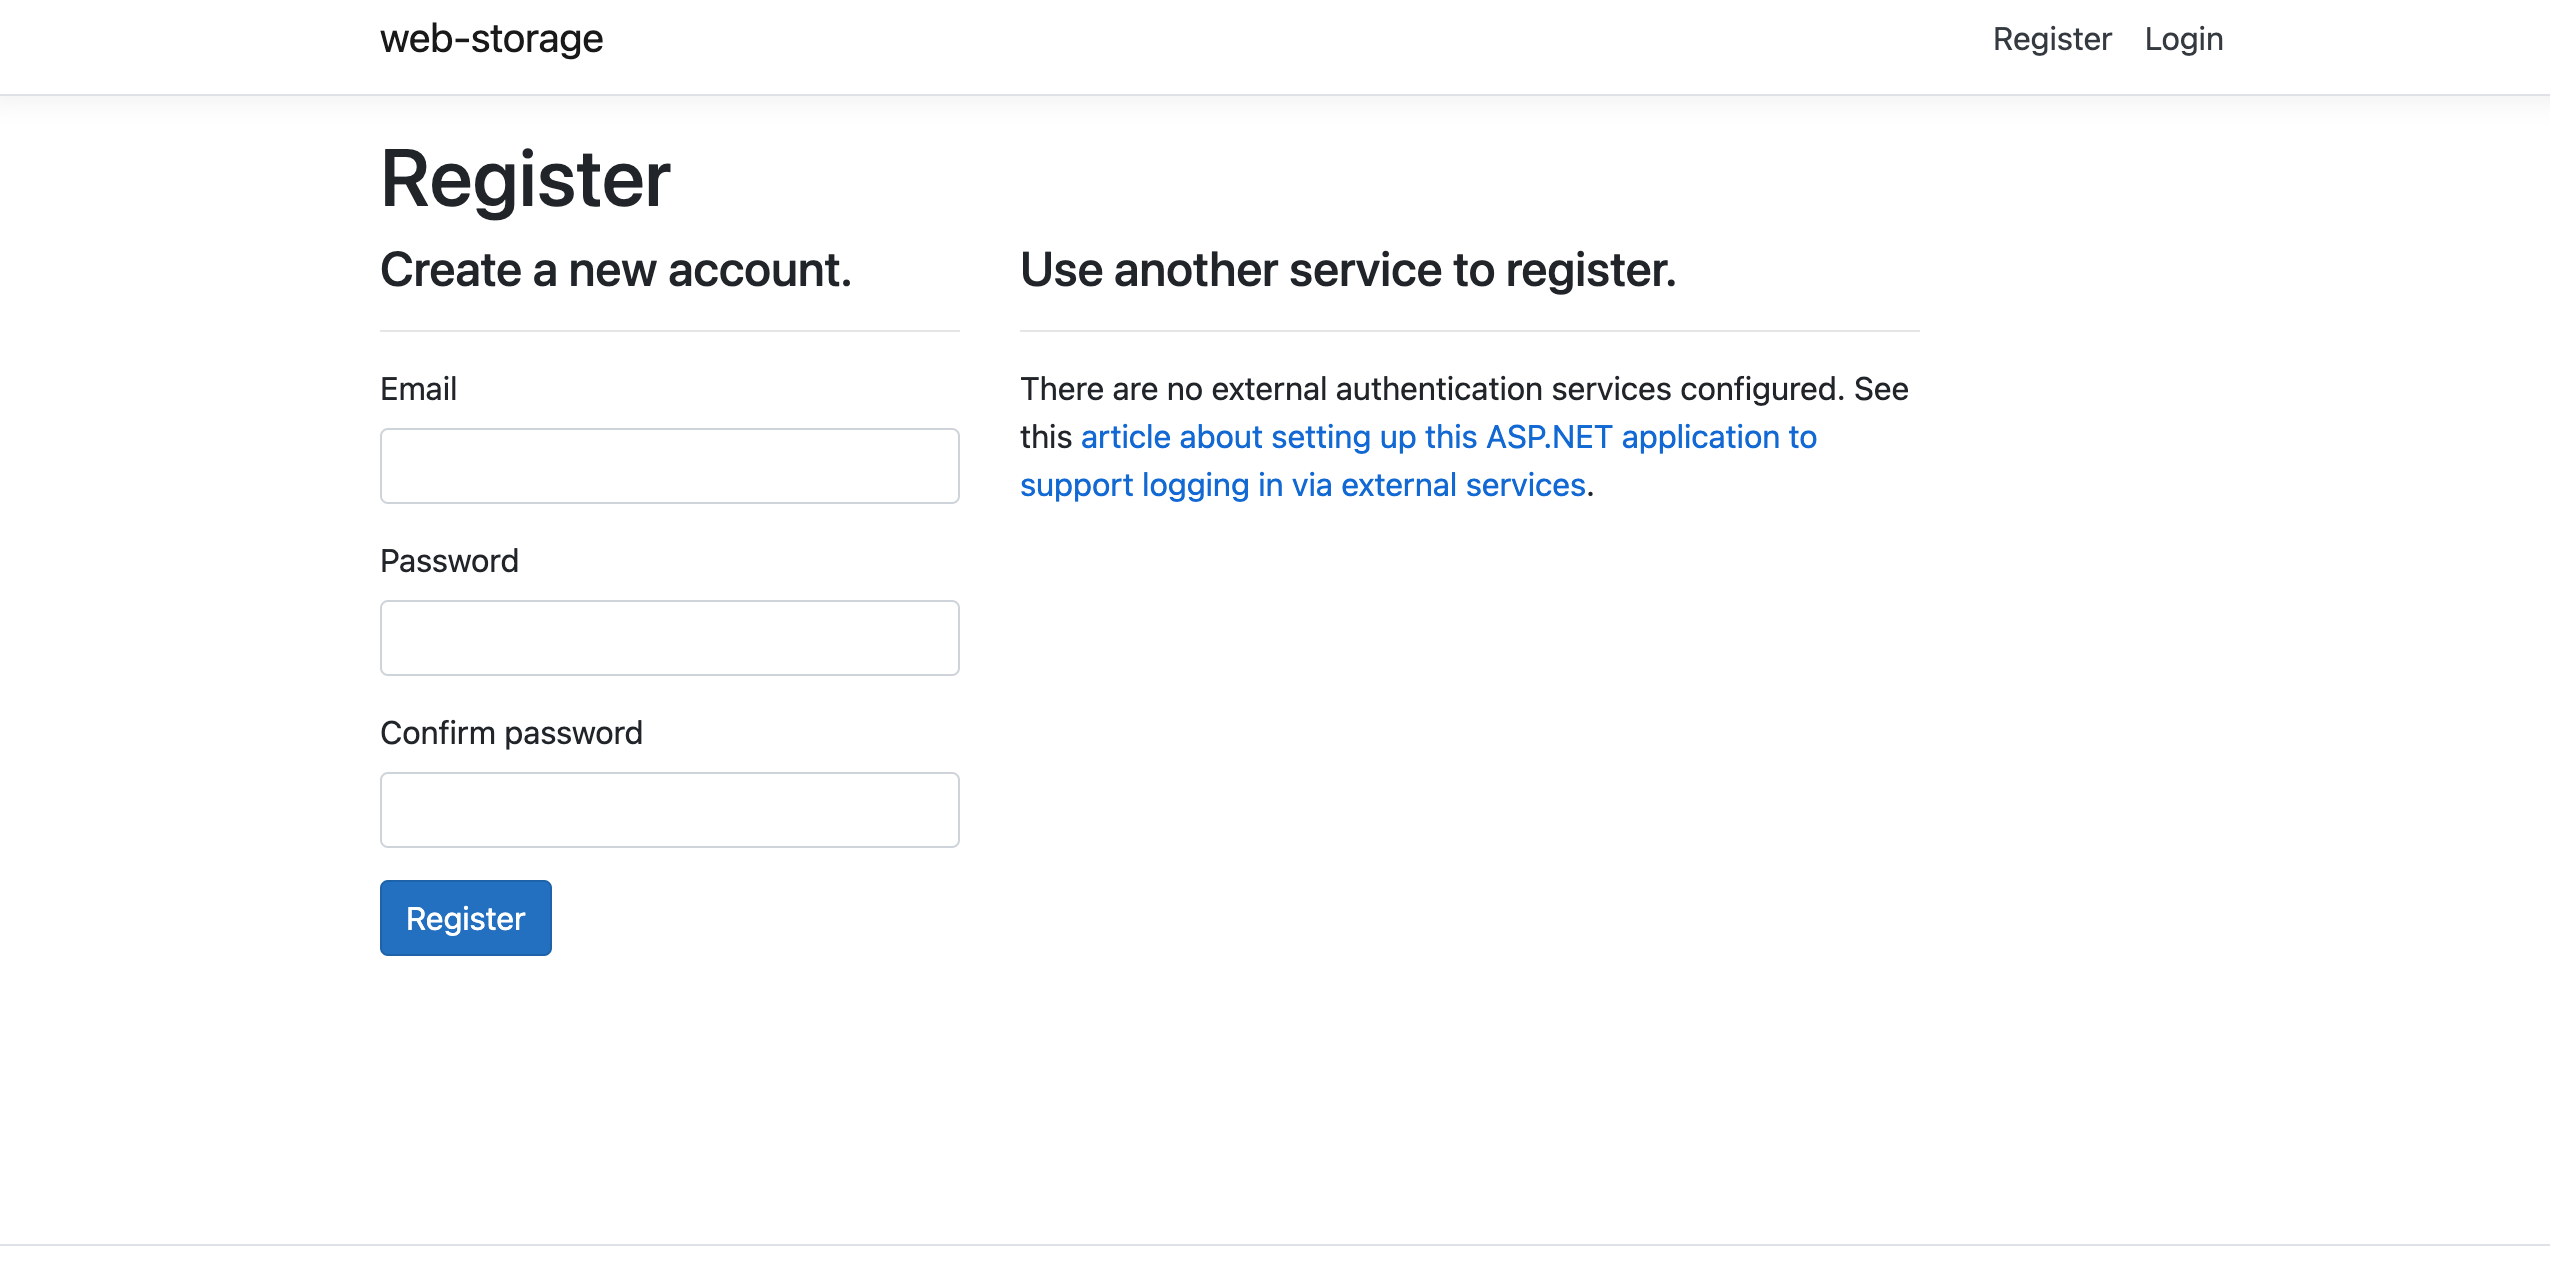 web-storage
Register
Login
Register
Create a new account.
Email
Password
Confirm password
Register
Use another service to register.
There are no external authentication services configured. See
this article about setting up this ASP.NET application to
support logging in via external services.